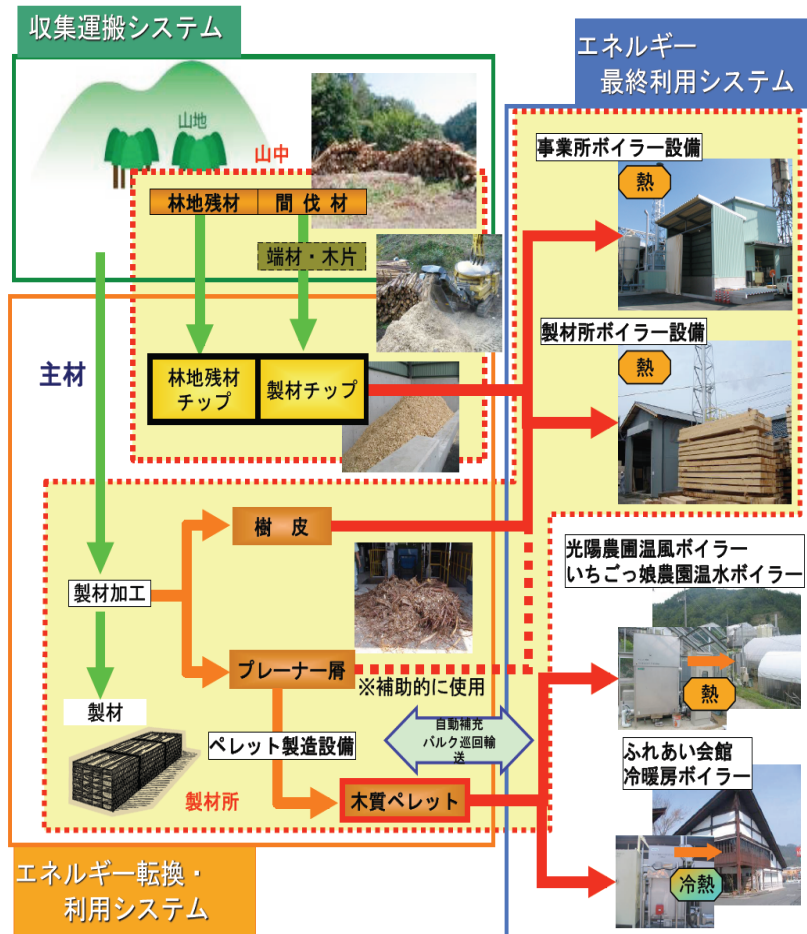 収集運搬システム
エネルギー
最終利用システム
山地
山中
林地残材
間伐材
端材・木片
主材
林地残材
チップ
製材チップ
事業所ボイラー設備
熱
製材所ボイラー設備
熱
樹皮
製材加工
プレーナー層
※補助的に使用
製材
ペレット製造設備
自動補充
バルク巡回輸
送
製材所
木質ペレット
光陽農圃温風ボイラー
いちごっ娘農園温水ボイラー
熱
ふれあい会館
冷暖房ボイラー
冷熱
エネルギー転換・
利用システム